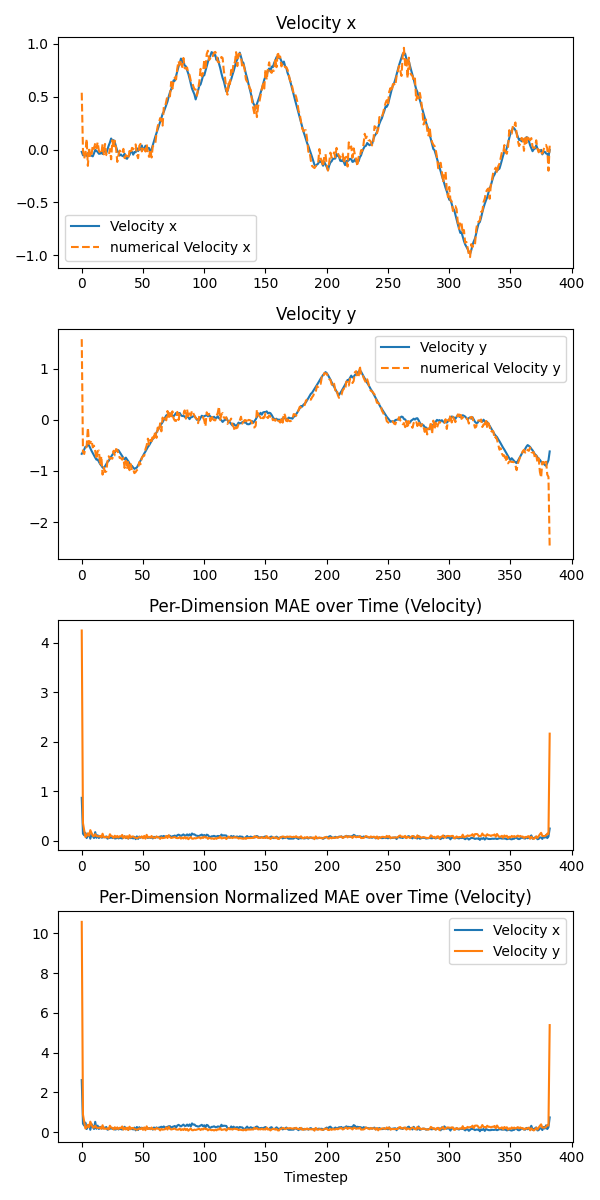 Velocity x
1.0
0.5
0.0
−0.5
−1.0
Velocity x
numerical Velocity x
0 50 100 150 200 250 300 350 400
Velocity y
1
0
−1
−2
Velocity y
numerical Velocity y
0 50 100 150 200 250 300 350 400
Per-Dimension MAE over Time (Velocity)
4
3
2
1
0
0 50 100 150 200 250 300 350 400
Per-Dimension Normalized MAE over Time (Velocity)
10
8
6
4
2
0
Velocity x
Velocity y
0 50 100 150 200 250 300 350 400
Timestep